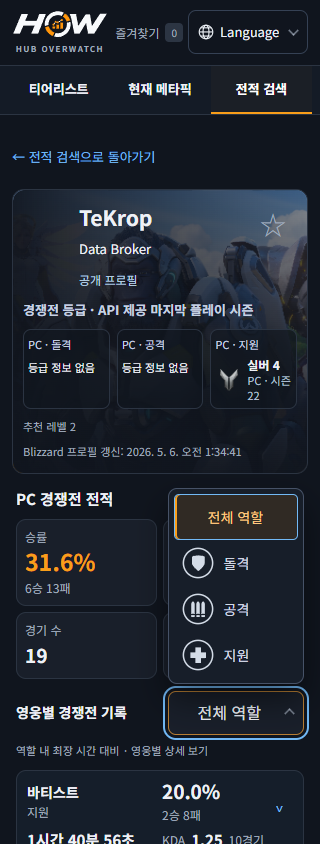 HOW
HUB OVERWATCH
즐겨찾기 0
Language
티어리스트 현재 메타픽 전적 검색
← 전적 검색으로 돌아가기
TeKrop
Data Broker
공개 프로필
경쟁전 등급 · API 제공 마지막 플레이 시즌
PC · 돌격
등급 정보 없음
PC · 공격
등급 정보 없음
PC · 지원
실버 4
PC · 시즌
22
추천 레벨 2
Blizzard 프로필 갱신: 2026. 5. 6. 오전 1:34:41
PC 경쟁전 전적
승률
31.6%
6승 13패
경기 수
19
전체 역할
돌격
공격
지원
영웅별 경쟁전 기록
전체 역할
역할 내 최장 시간 대비 · 영웅별 상세 보기
바티스트
지원
20.0%
2승 8패
v
1시간 40분 56초
KDA 1.25 10경기